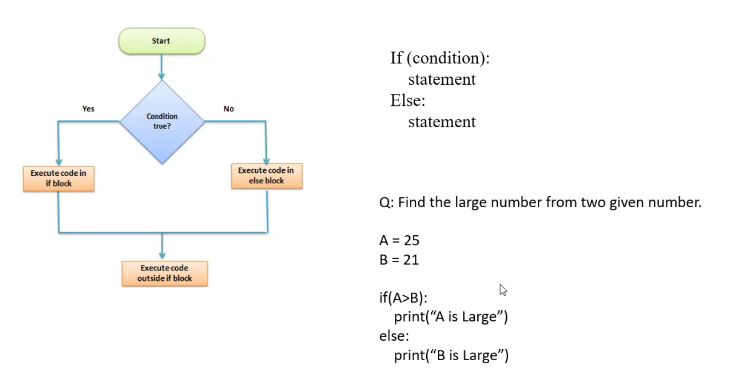 Start
Yes
No
Condition
true?
Execute code in
if block
Execute code in
else block
Execute code
outside if block
If (condition):
statement
Else:
statement
Q: Find the large number from two given number.
A = 25
B = 21
if(A>B):
print(“A is Large”)
else:
print(“B is Large”)